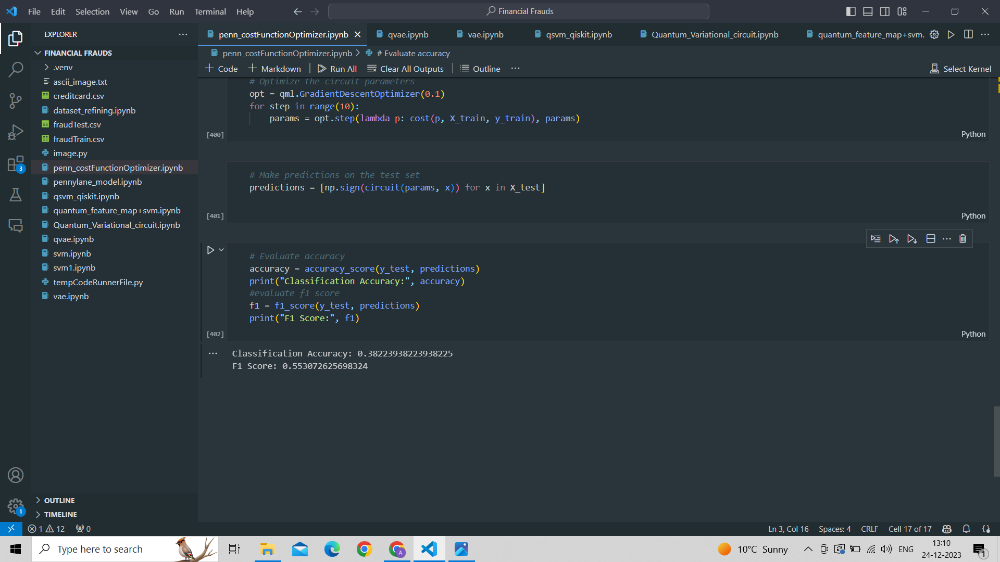 File Edit Selection View Go Run Terminal Help
Financial Frauds
EXPLORER
FINANCIAL FRAUDS
.venv
ascii_image.txt
creditcard.csv
dataset_refining.ipynb
fraudTest.csv
fraudTrain.csv
image.py
penn_costFunctionOptimizer.ipynb
pennylane_model.ipynb
qsvm_qiskit.ipynb
quantum_feature_map+svm.ipynb
Quantum_Variational_circuit.ipynb
qvae.ipynb
svm.ipynb
svm1.ipynb
tempCodeRunnerFile.py
vae.ipynb
OUTLINE
TIMELINE
3
1
penn_costFunctionOptimizer.ipynb qvae.ipynb vae.ipynb qsvm_qiskit.ipynb Quantum_Variational_circuit.ipynb quantum_feature_map+svm.
penn_costFunctionOptimizer.ipynb > # Evaluate accuracy
+ Code + Markdown | Run All Clear All Outputs | Outline ... Select Kernel
# Optimize the circuit parameters
opt = qml.GradientDescentOptimizer(0.1)
for step in range(10):
    params = opt.step(lambda p: cost(p, X_train, y_train), params)
[400] Python
# Make predictions on the test set
predictions = [np.sign(circuit(params, x)) for x in X_test]
[401] Python
# Evaluate accuracy
accuracy = accuracy_score(y_test, predictions)
print("Classification Accuracy:", accuracy)
#evaluate f1 score
f1 = f1_score(y_test, predictions)
print("F1 Score:", f1)
[402] Python
... Classification Accuracy: 0.38223938223938225
F1 Score: 0.553072625698324
1 12 0 Ln 3, Col 16 Spaces: 4 CRLF Cell 17 of 17
Type here to search
A
10°C Sunny ENG
13:10
24-12-2023
1